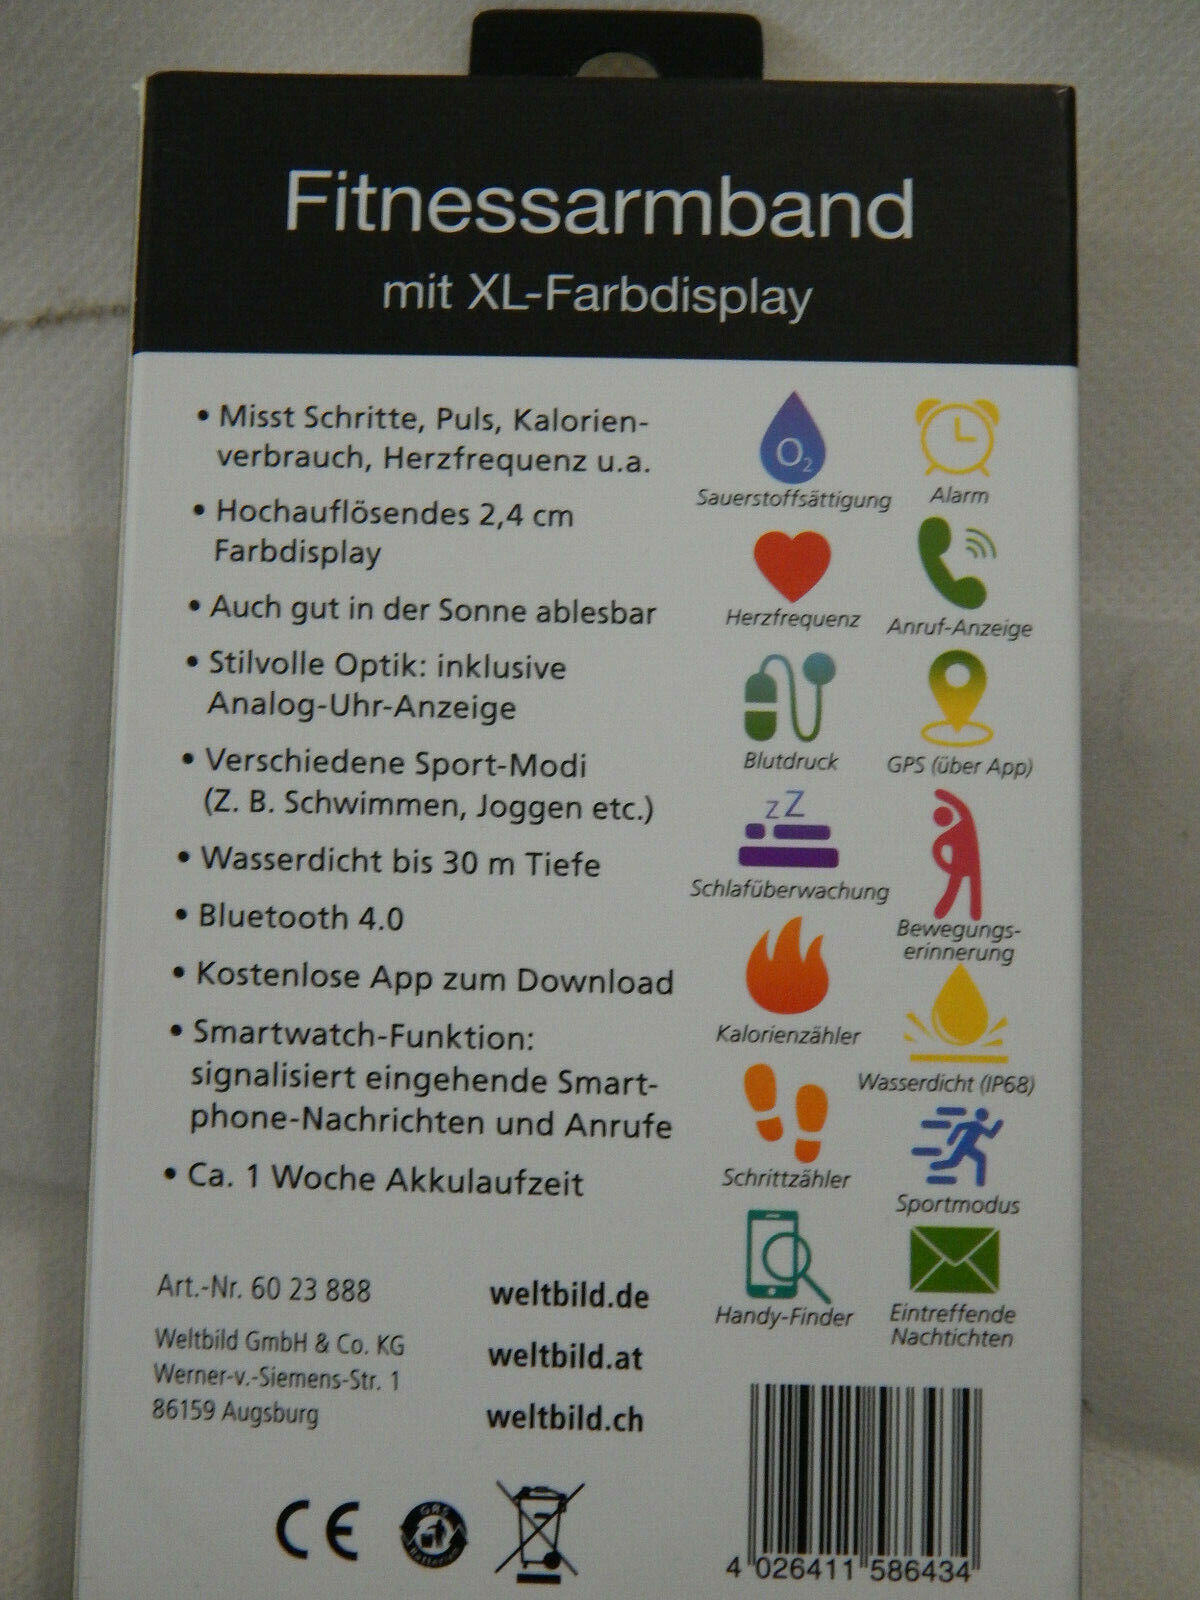 Fitnessarmband
mit XL-Farbdisplay
• Misst Schritte, Puls, Kalorien-
verbrauch, Herzfrequenz u.a.
• Hochauflösendes 2,4 cm
Farbdisplay
• Auch gut in der Sonne ablesbar
• Stilvolle Optik: inklusive
Analog-Uhr-Anzeige
• Verschiedene Sport-Modi
(Z. B. Schwimmen, Joggen etc.)
• Wasserdicht bis 30 m Tiefe
• Bluetooth 4.0
• Kostenlose App zum Download
• Smartwatch-Funktion:
signalisiert eingehende Smart-
phone-Nachrichten und Anrufe
• Ca. 1 Woche Akkulaufzeit
O2
Sauerstoffsättigung
Alarm
Herzfrequenz
Anruf-Anzeige
Blutdruck
GPS (über App)
zZ
Schlafüberwachung
Bewegungs-
erinnerung
Kalorienzähler
Wasserdicht (IP68)
Schrittzähler
Sportmodus
Handy-Finder
Eintreffende
Nachtichten
Art.-Nr. 60 23 888
Weltbild GmbH & Co. KG
Werner-v.-Siemens-Str. 1
86159 Augsburg
weltbild.de
weltbild.at
weltbild.ch
CE
GRS
Batterien
4 026411 586434